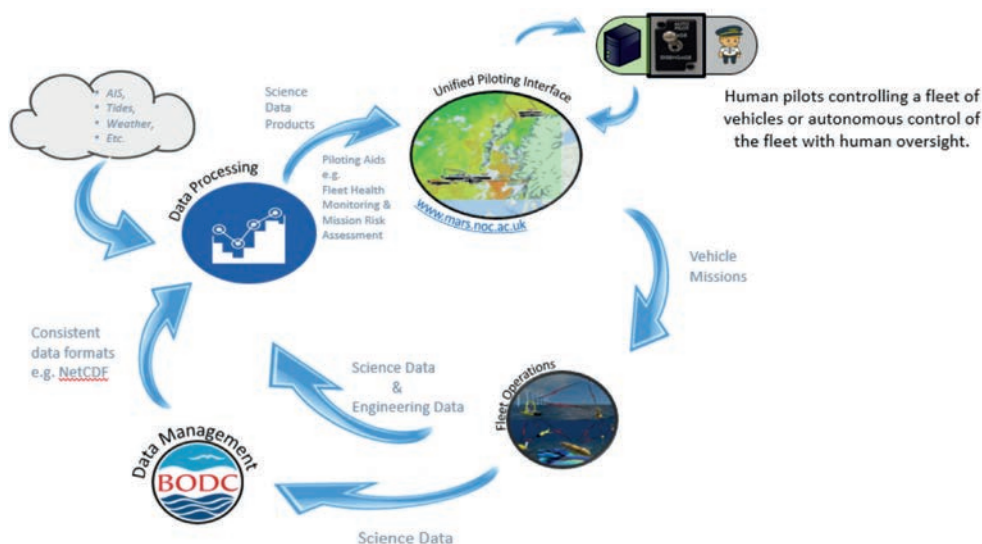 AIS,
Tides,
Weather,
Etc.
Science
Data
Products
Unified Piloting Interface
Human pilots controlling a fleet of
vehicles or autonomous control of
the fleet with human oversight.
Data Processing
Piloting Aids
e.g.
Fleet Health
Monitoring &
Mission Risk
Assessment
www.mars.noc.ac.uk
Vehicle
Missions
Consistent
data formats
e.g. NetCDF
Science Data
&
Engineering Data
Fleet Operations
Data Management
BODC
Science Data